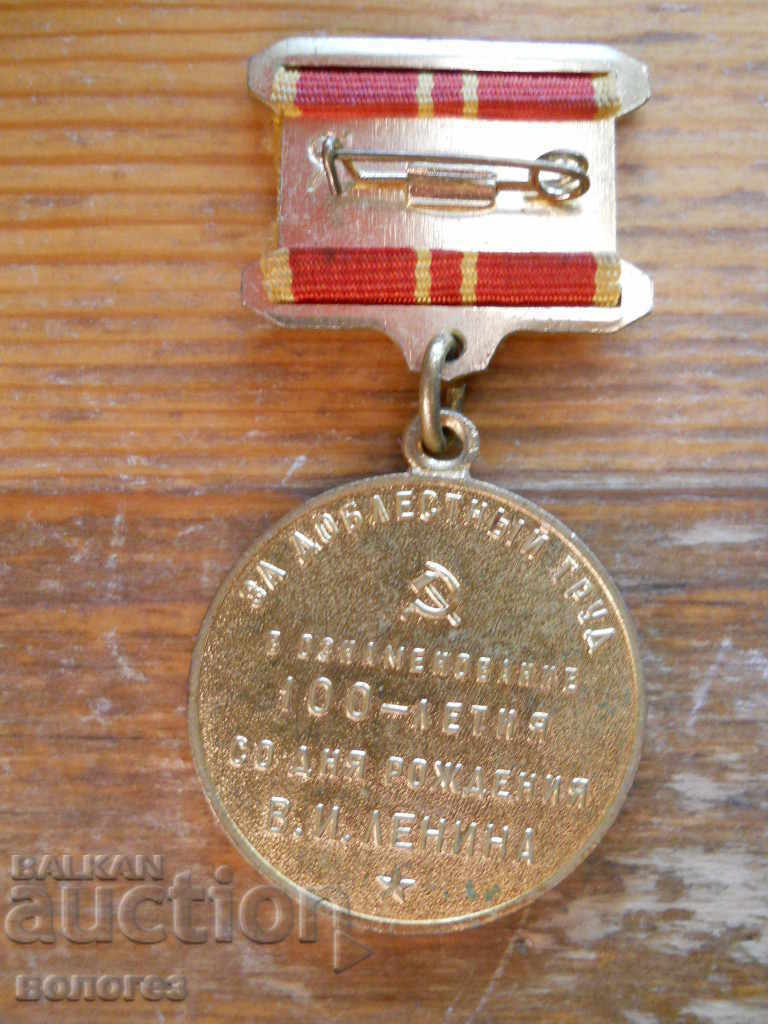 ЗА ДОБЛЕСТНЫЙ ТРУД
В ОЗНАМЕНОВАНИЕ
100-ЛЕТИЯ
СО ДНЯ РОЖДЕНИЯ
В. И. ЛЕНИНА
BALKAN
auction
вологез